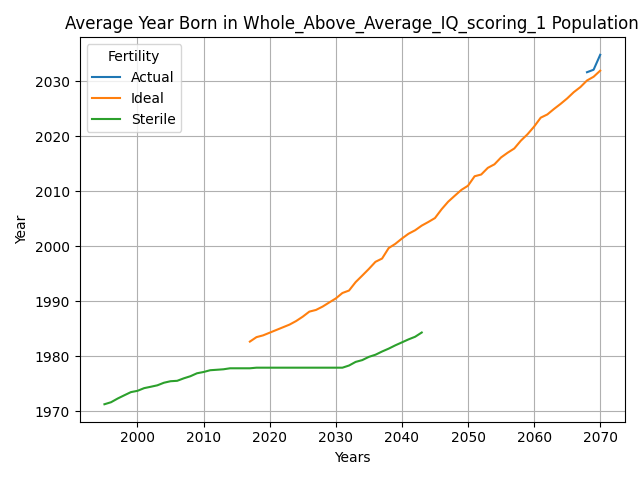 Average Year Born in Whole_Above_Average_IQ_scoring_1 Population
Fertility
Actual
Ideal
Sterile
Year
2030
2020
2010
2000
1990
1980
1970
2000 2010 2020 2030 2040 2050 2060 2070
Years